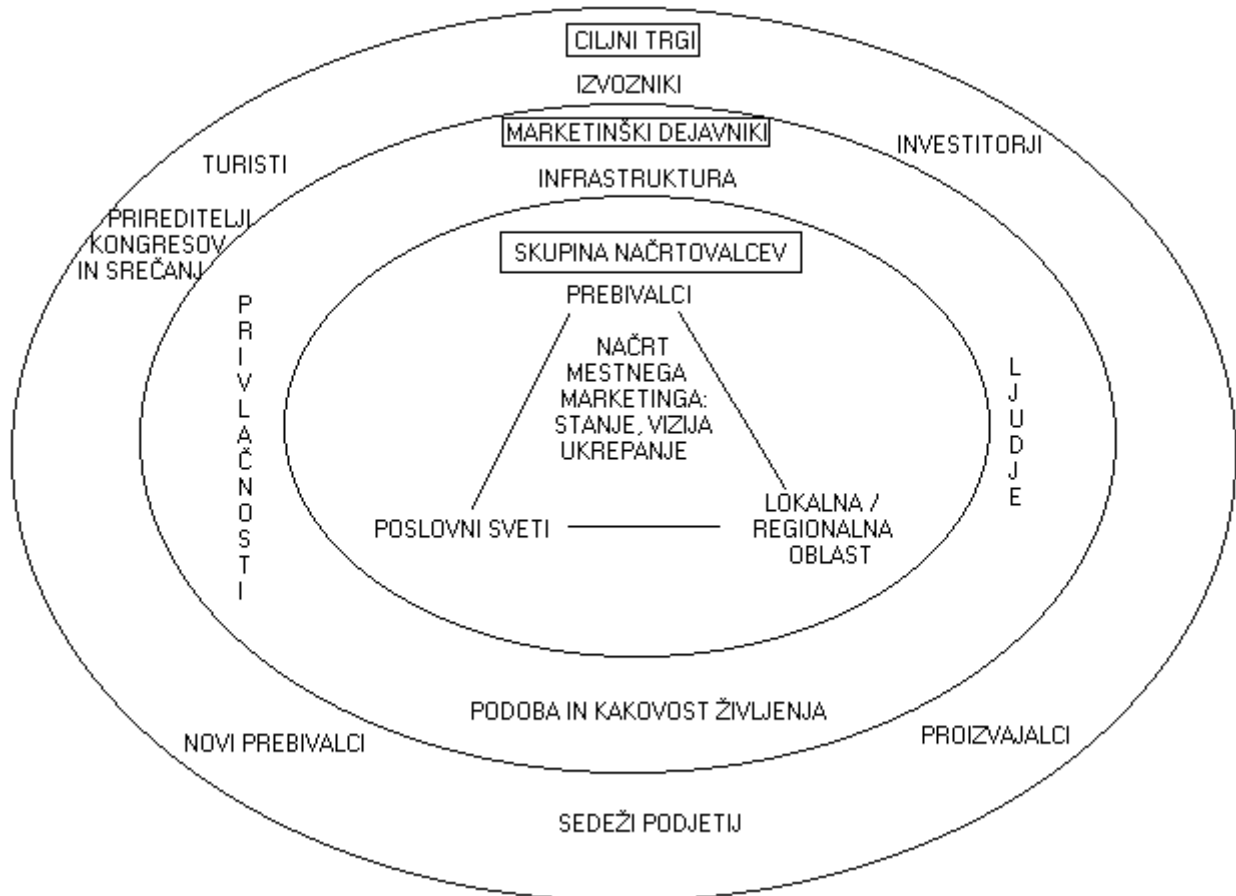 CILJNI TRGI
IZVOZNIKI
MARKETINŠKI DEJAVNIKI
INVESTITORJI
TURISTI
INFRASTRUKTURA
PRIREDITELJI
KONGRESOV
IN SREČANJ
SKUPINA NAČRTOVALCEV
PREBIVALCI
PRIVLAČNOSTI
NAČRT
MESTNEGA
MARKETINGA:
STANJE, VIZIJA
UKREPANJE
LJUDJE
POSLOVNI SVETI
LOKALNA /
REGIONALNA
OBLAST
PODOBA IN KAKOVOST ŽIVLJENJA
NOVI PREBIVALCI
PROIZVAJALCI
SEDEŽI PODJETIJ